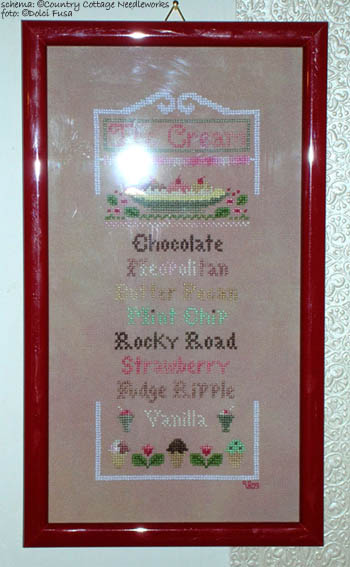 schema: ©Country Cottage Needleworks
foto: ©Dolci Fusa
Ice Cream
Chocolate
Neopolitan
Butter Pecan
Mint Chip
Rocky Road
Strawberry
Fudge Ripple
Vanilla